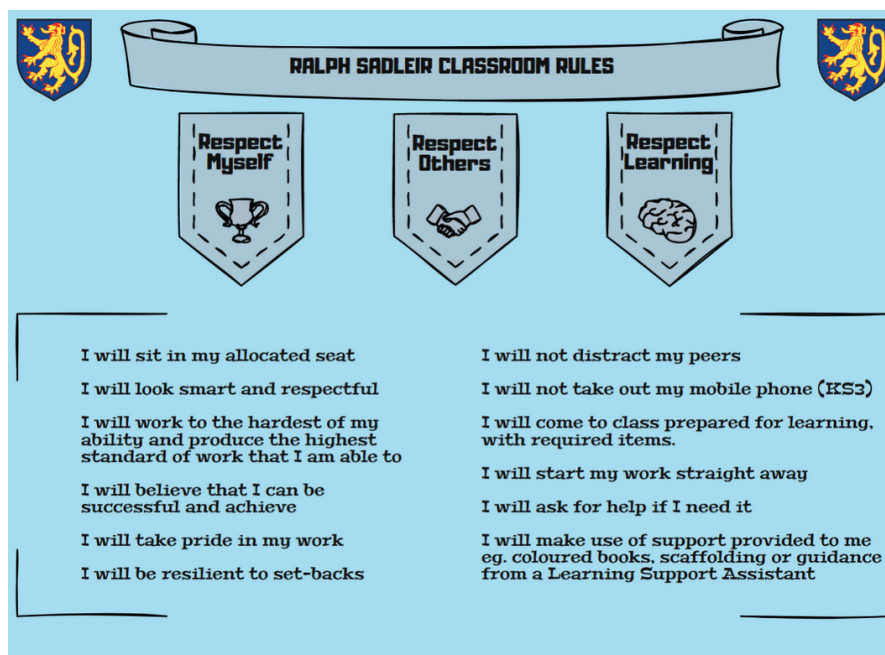 RALPH SADLEIR CLASSROOM RULES
Respect
Myself
Respect
Others
Respect
Learning
I will sit in my allocated seat
I will look smart and respectful
I will work to the hardest of my
ability and produce the highest
standard of work that I am able to
I will believe that I can be
successful and achieve
I will take pride in my work
I will be resilient to set-backs
I will not distract my peers
I will not take out my mobile phone (KS3)
I will come to class prepared for learning,
with required items.
I will start my work straight away
I will ask for help if I need it
I will make use of support provided to me
eg. coloured books, scaffolding or guidance
from a Learning Support Assistant